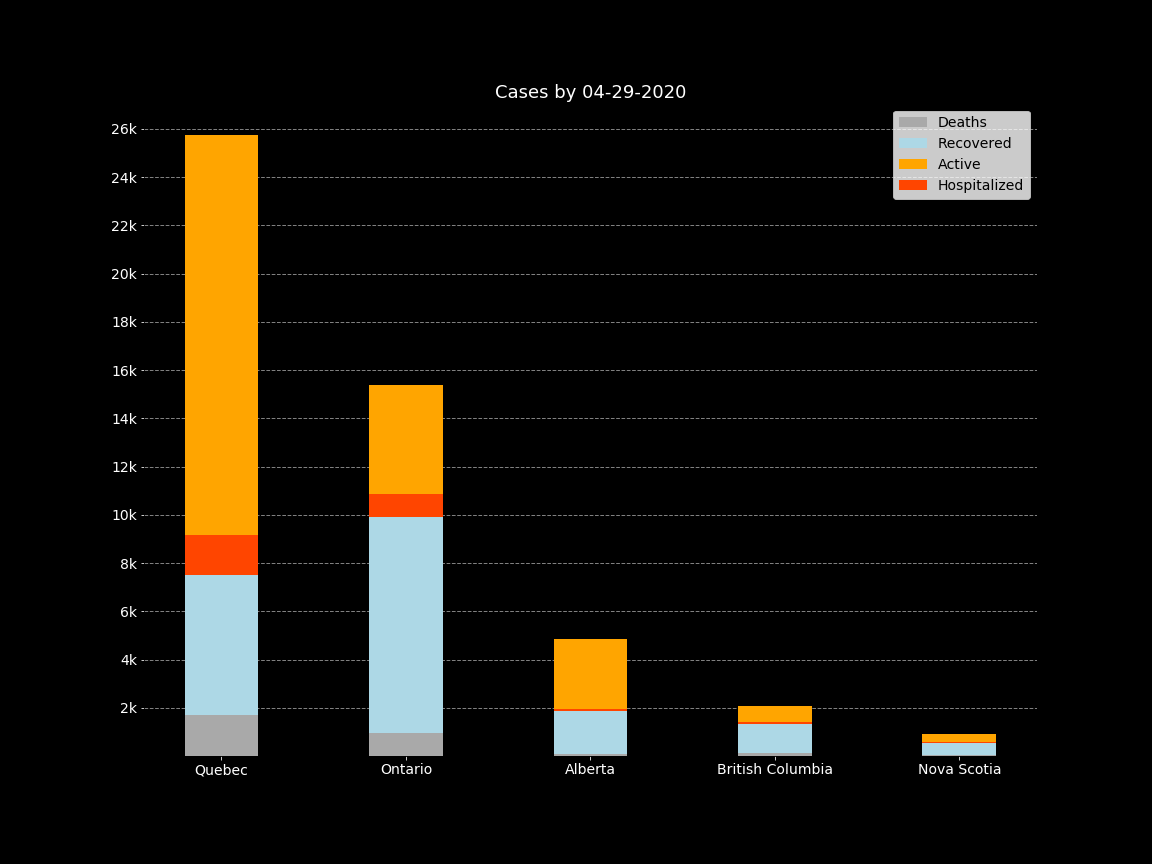 Cases by 04-29-2020
Deaths
Recovered
Active
Hospitalized
26k
24k
22k
20k
18k
16k
14k
12k
10k
8k
6k
4k
2k
Quebec
Ontario
Alberta
British Columbia
Nova Scotia